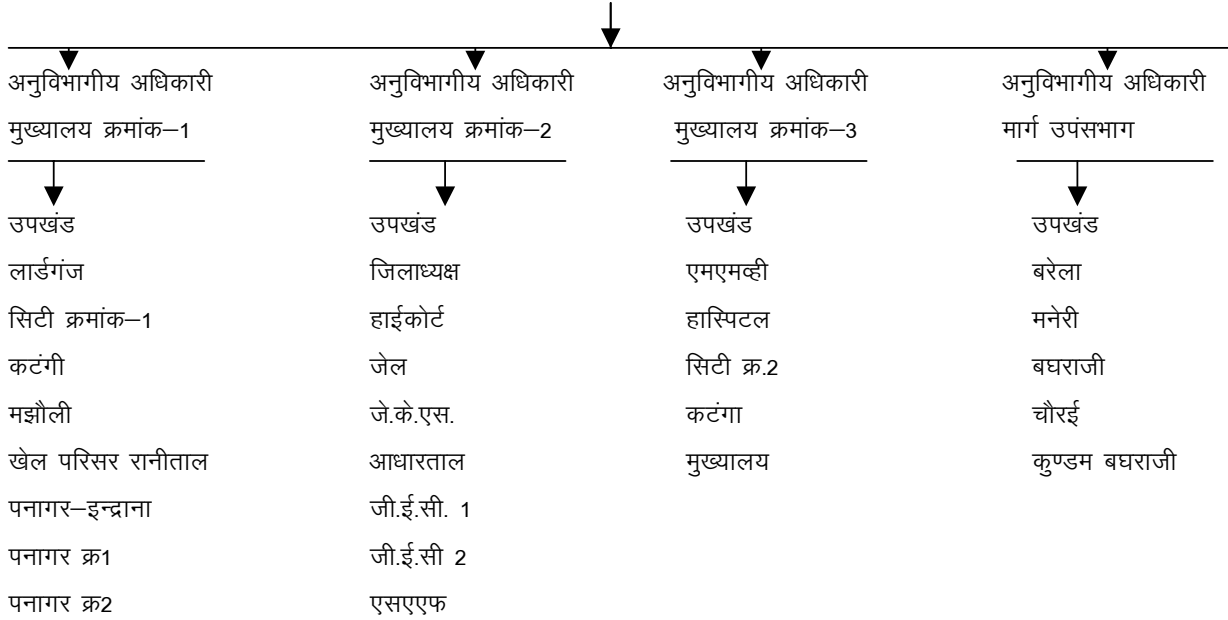 अनुविभागीय अधिकारी
मुख्यालय क्रमांक–1
उपखंड
लार्डगंज
सिटी क्रमांक–1
कटंगी
मझौली
खेल परिसर रानीताल
पनागर–इन्द्राना
पनागर क्र1
पनागर क्र2
अनुविभागीय अधिकारी
मुख्यालय क्रमांक–2
उपखंड
जिलाध्यक्ष
हाईकोर्ट
जेल
जे.के.एस.
आधारताल
जी.ई.सी. 1
जी.ई.सी 2
एसएएफ
अनुविभागीय अधिकारी
मुख्यालय क्रमांक–3
उपखंड
एमएमव्ही
हास्पिटल
सिटी क्र.2
कटंगा
मुख्यालय
अनुविभागीय अधिकारी
मार्ग उपंसभाग
उपखंड
बरेला
मनेरी
बघराजी
चौरई
कुण्डम बघराजी